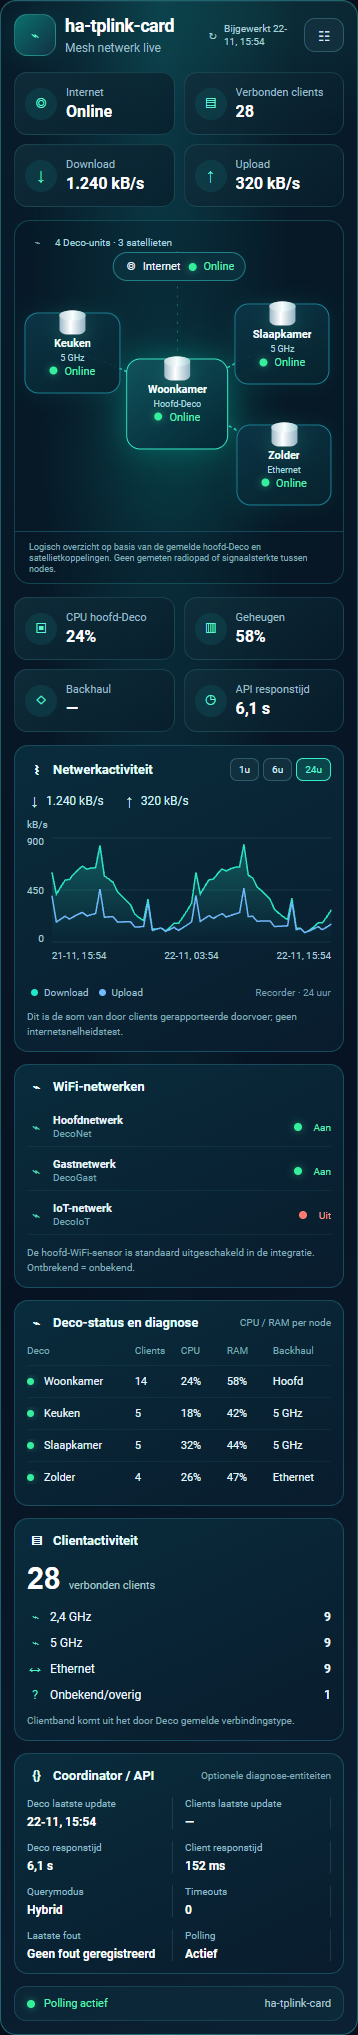 ha-tplink-card
Mesh netwerk live
Bijgewerkt 22-
11, 15:54
Internet
Online
Verbonden clients
28
Download
1.240 kB/s
Upload
320 kB/s
4 Deco-units · 3 satellieten
Internet Online
Keuken
5 GHz
Online
Slaapkamer
5 GHz
Online
Woonkamer
Hoofd-Deco
Online
Zolder
Ethernet
Online
Logisch overzicht op basis van de gemelde hoofd-Deco en
satellietkoppelingen. Geen gemeten radiopad of signaalsterkte tussen
nodes.
CPU hoofd-Deco
24%
Geheugen
58%
Backhaul
—
API responstijd
6,1 s
Netwerkactiviteit
1u 6u 24u
↓ 1.240 kB/s ↑ 320 kB/s
kB/s
900
450
0
21-11, 15:54 22-11, 03:54 22-11, 15:54
Download Upload Recorder · 24 uur
Dit is de som van door clients gerapporteerde doorvoer; geen
internetsnelheidstest.
WiFi-netwerken
Hoofdnetwerk
DecoNet
Aan
Gastnetwerk
DecoGast
Aan
IoT-netwerk
DecoIoT
Uit
De hoofd-WiFi-sensor is standaard uitgeschakeld in de integratie.
Ontbrekend = onbekend.
Deco-status en diagnose CPU / RAM per node
Deco Clients CPU RAM Backhaul
Woonkamer 14 24% 58% Hoofd
Keuken 5 18% 42% 5 GHz
Slaapkamer 5 32% 44% 5 GHz
Zolder 4 26% 47% Ethernet
Clientactiviteit
28 verbonden clients
2,4 GHz 9
5 GHz 9
↔ Ethernet 9
? Onbekend/overig 1
Clientband komt uit het door Deco gemelde verbindingstype.
{} Coordinator / API Optionele diagnose-entiteiten
Deco laatste update
22-11, 15:54
Clients laatste update
—
Deco responstijd
6,1 s
Client responstijd
152 ms
Querymodus
Hybrid
Timeouts
0
Laatste fout
Geen fout geregistreerd
Polling
Actief
Polling actief ha-tplink-card